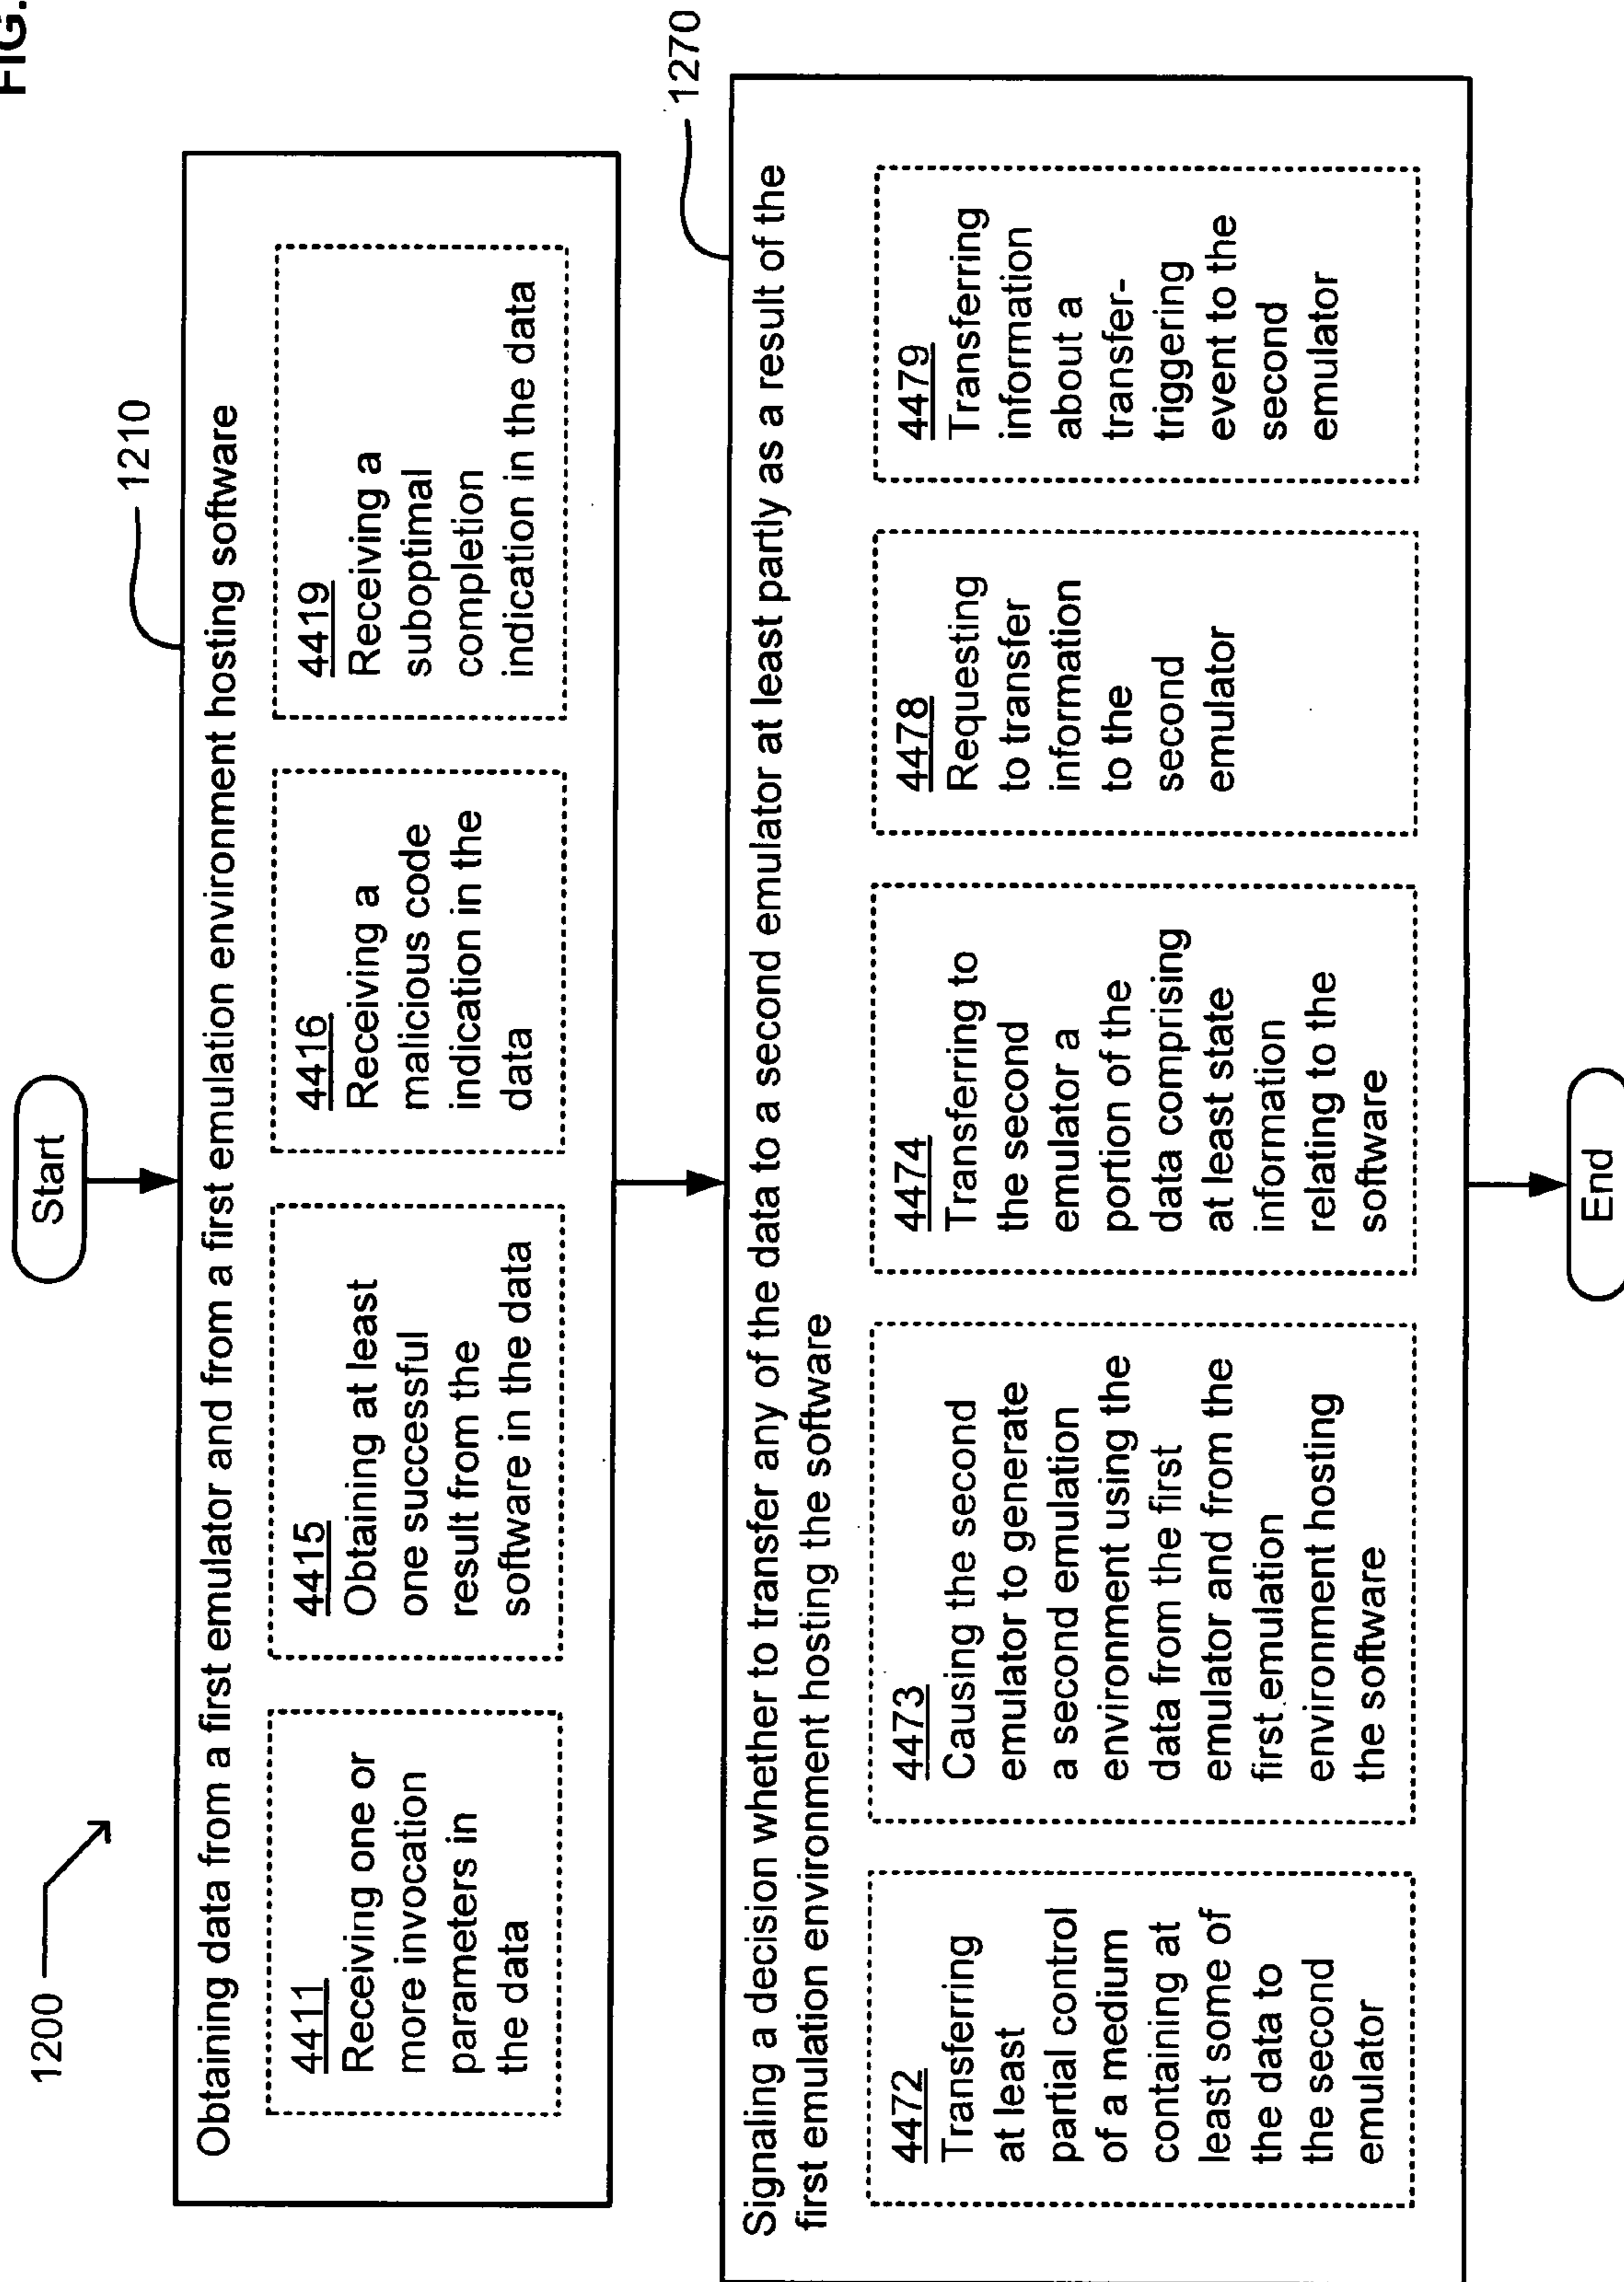 FIG.
1200
Start
1210
Obtaining data from a first emulator and from a first emulation environment hosting software
4411
Receiving one or
more invocation
parameters in
the data
4415
Obtaining at least
one successful
result from the
software in the data
4416
Receiving a
malicious code
indication in the
data
4419
Receiving a
suboptimal
completion
indication in the data
1270
Signaling a decision whether to transfer any of the data to a second emulator at least partly as a result of the
first emulation environment hosting the software
4472
Transferring
at least
partial control
of a medium
containing at
least some of
the data to
the second
emulator
4473
Causing the second
emulator to generate
a second emulation
environment using the
data from the first
emulator and from the
first emulation
environment hosting
the software
4474
Transferring to
the second
emulator a
portion of the
data comprising
at least state
information
relating to the
software
4478
Requesting
to transfer
information
to the
second
emulator
4479
Transferring
information
about a
transfer-
triggering
event to the
second
emulator
End